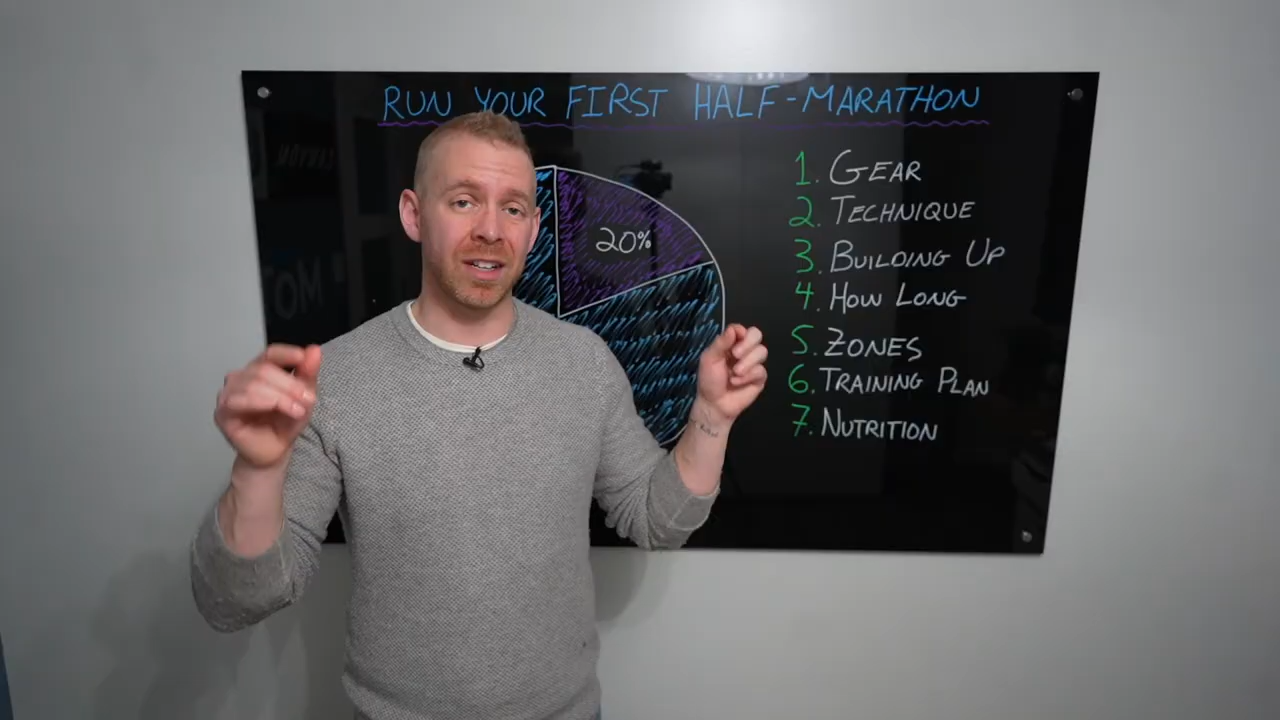 RUN YOUR FIRST HALF-MARATHON
20%
1. GEAR
2. TECHNIQUE
3. BUILDING UP
4. HOW LONG
5. ZONES
6. TRAINING PLAN
7. NUTRITION